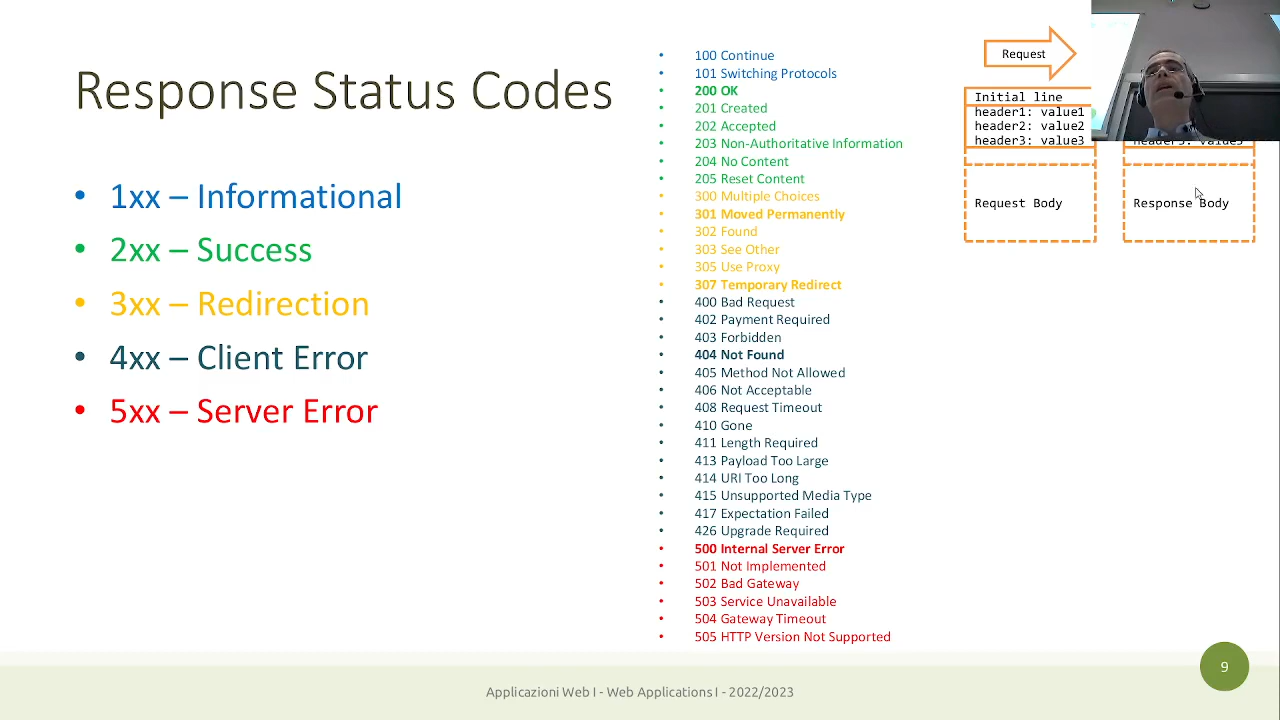 Response Status Codes
• 1xx – Informational
• 2xx – Success
• 3xx – Redirection
• 4xx – Client Error
• 5xx – Server Error
• 100 Continue
• 101 Switching Protocols
• 200 OK
• 201 Created
• 202 Accepted
• 203 Non-Authoritative Information
• 204 No Content
• 205 Reset Content
• 300 Multiple Choices
• 301 Moved Permanently
• 302 Found
• 303 See Other
• 305 Use Proxy
• 307 Temporary Redirect
• 400 Bad Request
• 402 Payment Required
• 403 Forbidden
• 404 Not Found
• 405 Method Not Allowed
• 406 Not Acceptable
• 408 Request Timeout
• 410 Gone
• 411 Length Required
• 413 Payload Too Large
• 414 URI Too Long
• 415 Unsupported Media Type
• 417 Expectation Failed
• 426 Upgrade Required
• 500 Internal Server Error
• 501 Not Implemented
• 502 Bad Gateway
• 503 Service Unavailable
• 504 Gateway Timeout
• 505 HTTP Version Not Supported
Request
Initial line
header1: value1
header2: value2
header3: value3
Request Body
Response Body
Applicazioni Web I - Web Applications I - 2022/2023
9